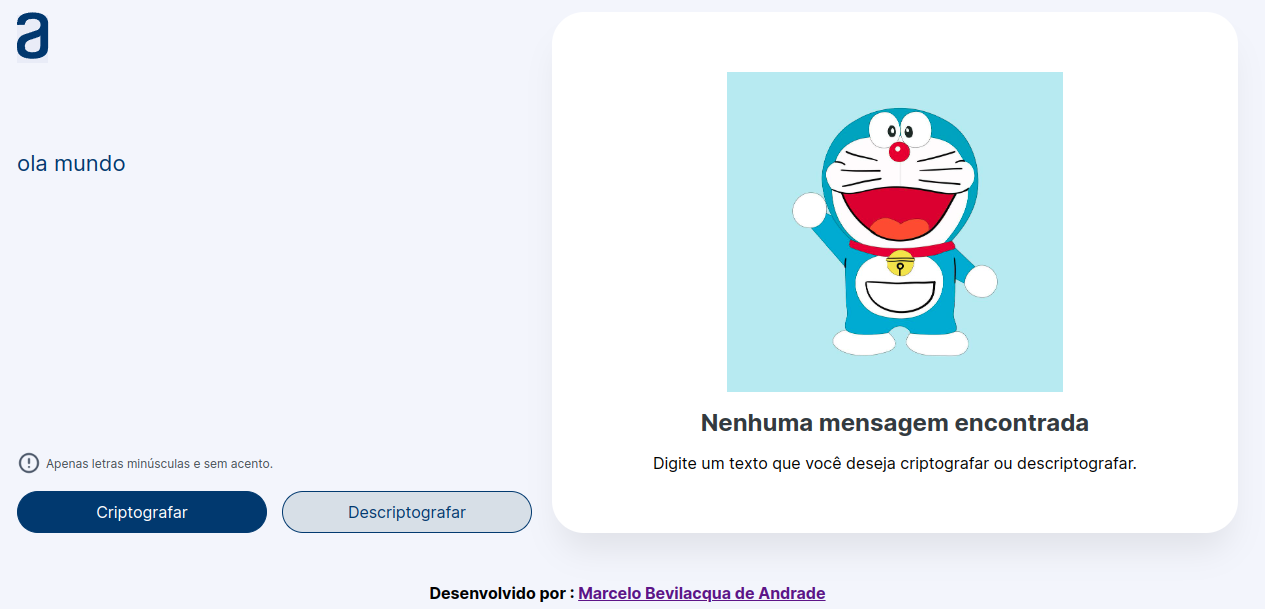 a
ola mundo
Apenas letras minúsculas e sem acento.
Criptografar
Descriptografar
Nenhuma mensagem encontrada
Digite um texto que você deseja criptografar ou descriptografar.
Desenvolvido por : Marcelo Bevilacqua de Andrade